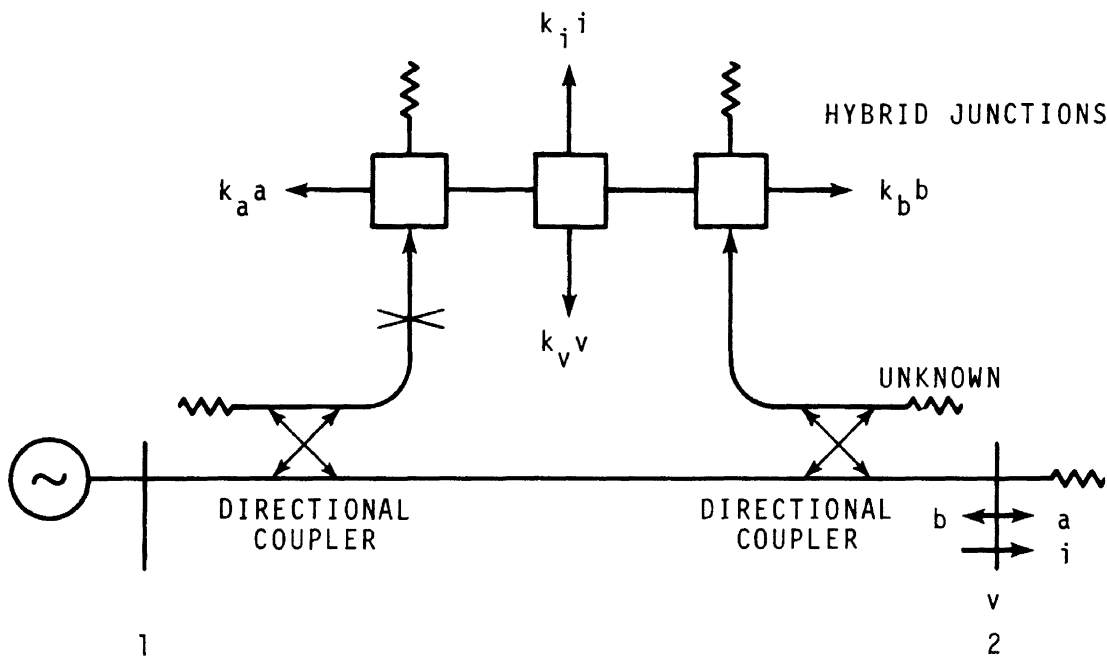 k_i i
HYBRID JUNCTIONS
k_a a
k_b b
k_v v
UNKNOWN
~
DIRECTIONAL
COUPLER
DIRECTIONAL
COUPLER
b a
i
v
1 2